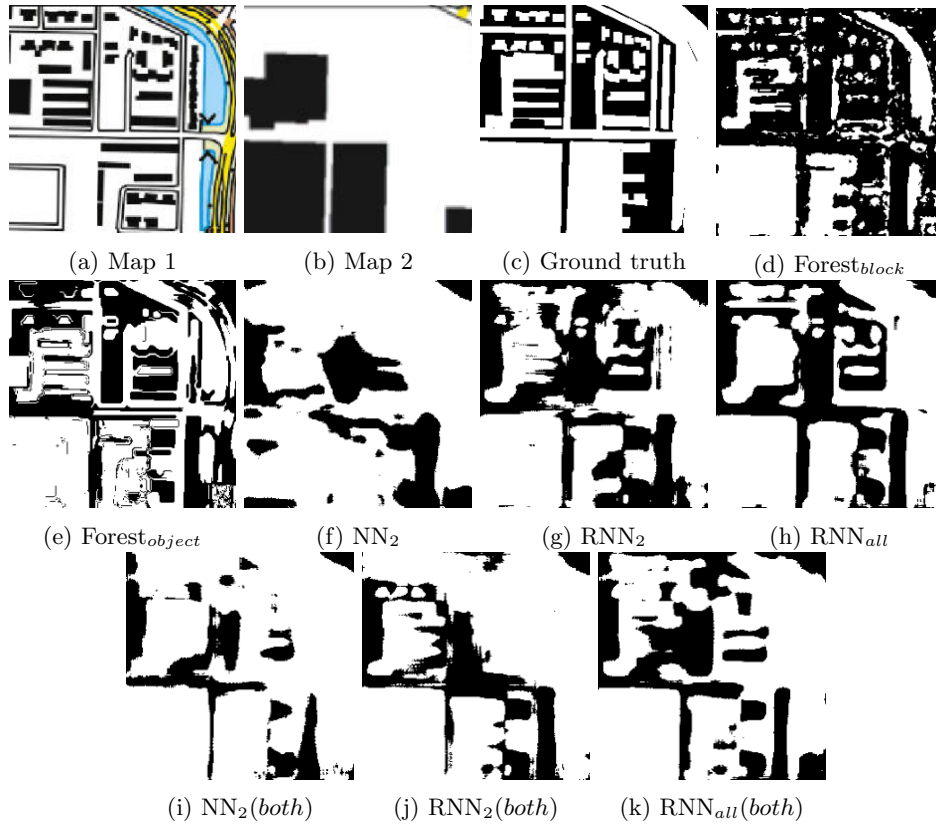 (a) Map 1 (b) Map 2 (c) Ground truth (d) Forest_block
(e) Forest_object (f) NN_2 (g) RNN_2 (h) RNN_all
(i) NN_2(both) (j) RNN_2(both) (k) RNN_all(both)